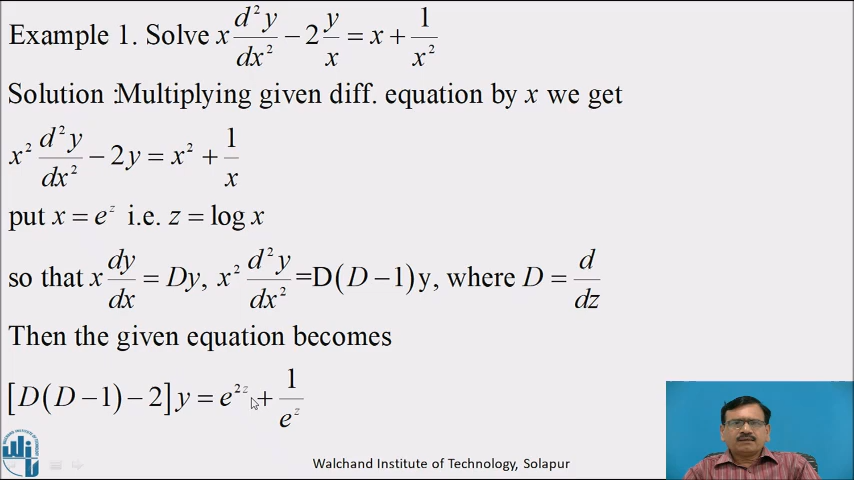 Example 1. Solve x d²y/dx² − 2 y/x = x + 1/x²
Solution :Multiplying given diff. equation by x we get
x² d²y/dx² − 2y = x² + 1/x
put x = e^z i.e. z = log x
so that x dy/dx = Dy, x² d²y/dx² =D(D−1)y, where D = d/dz
Then the given equation becomes
[D(D−1)−2]y = e^2z + 1/e^z
Walchand Institute of Technology, Solapur